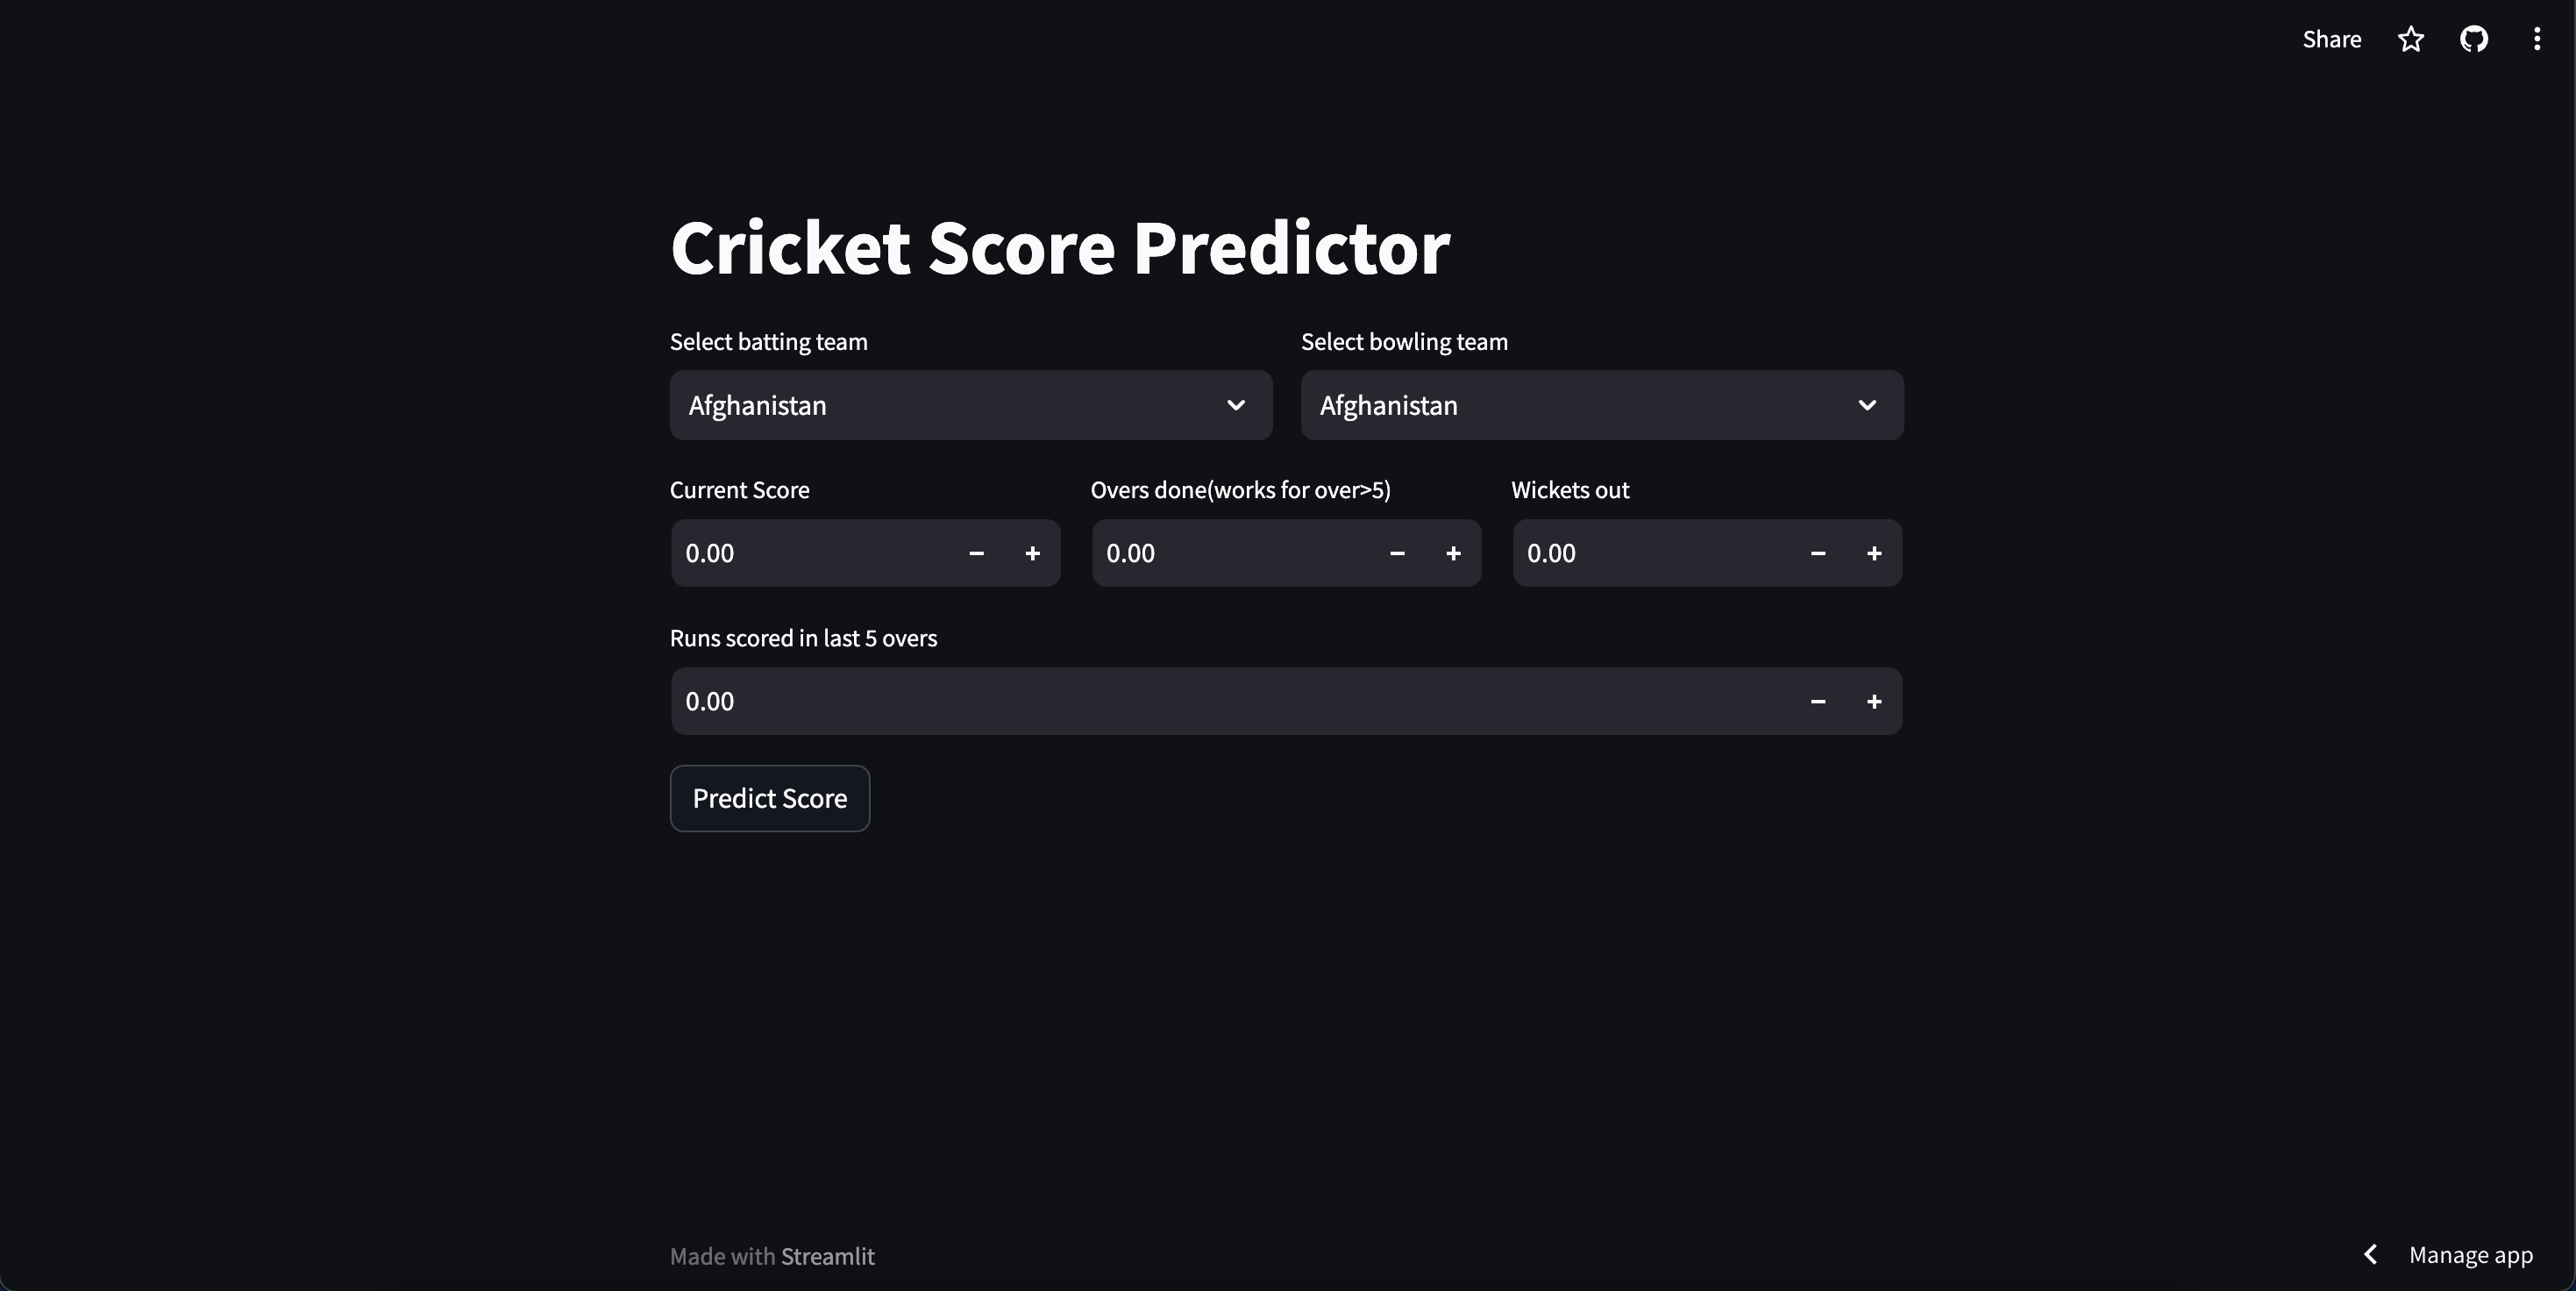 Share
Cricket Score Predictor
Select batting team
Select bowling team
Afghanistan
Afghanistan
Current Score
Overs done(works for over>5)
Wickets out
0.00
0.00
0.00
Runs scored in last 5 overs
0.00
Predict Score
Made with Streamlit
Manage app